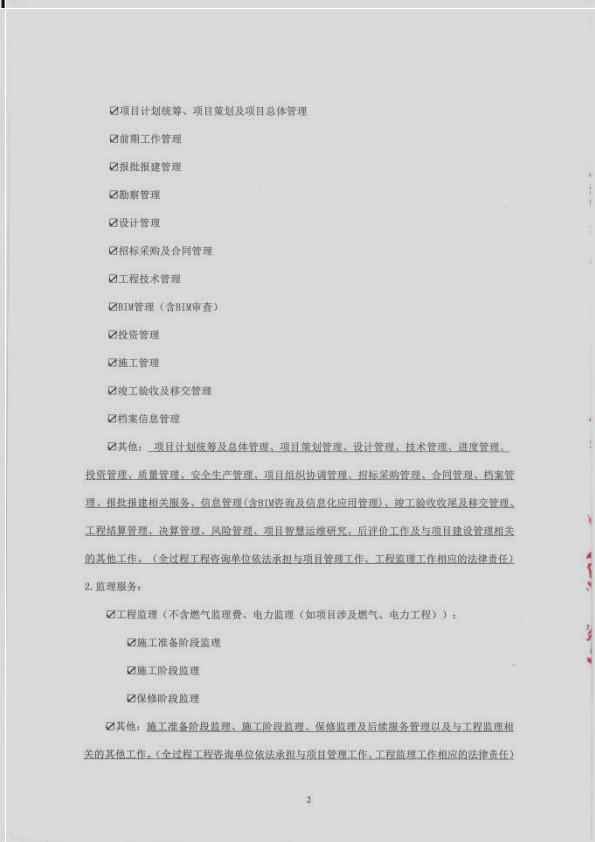 ☑项目计划统筹、项目策划及项目总体管理
☑前期工作管理
☑报批报建管理
☑勘察管理
☑设计管理
☑招标采购及合同管理
☑工程技术管理
☑BIM管理（含BIM审查）
☑投资管理
☑施工管理
☑竣工验收及移交管理
☑档案信息管理
☑其他： 项目计划统筹及总体管理、项目策划管理、设计管理、技术管理、进度管理、
投资管理、质量管理、安全生产管理、项目组织协调管理、招标采购管理、合同管理、档案管
理、报批报建相关服务、信息管理(含BIM咨询及信息化应用管理)、竣工验收收尾及移交管理、
工程结算管理、决算管理、风险管理、项目智慧运维研究、后评价工作及与项目建设管理相关
的其他工作。（全过程工程咨询单位依法承担与项目管理工作、工程监理工作相应的法律责任）
2.监理服务：
☑工程监理（不含燃气监理费、电力监理（如项目涉及燃气、电力工程））：
☑施工准备阶段监理
☑施工阶段监理
☑保修阶段监理
☑其他：施工准备阶段监理、施工阶段监理、保修监理及后续服务管理以及与工程监理相
关的其他工作。（全过程工程咨询单位依法承担与项目管理工作、工程监理工作相应的法律责任）
2